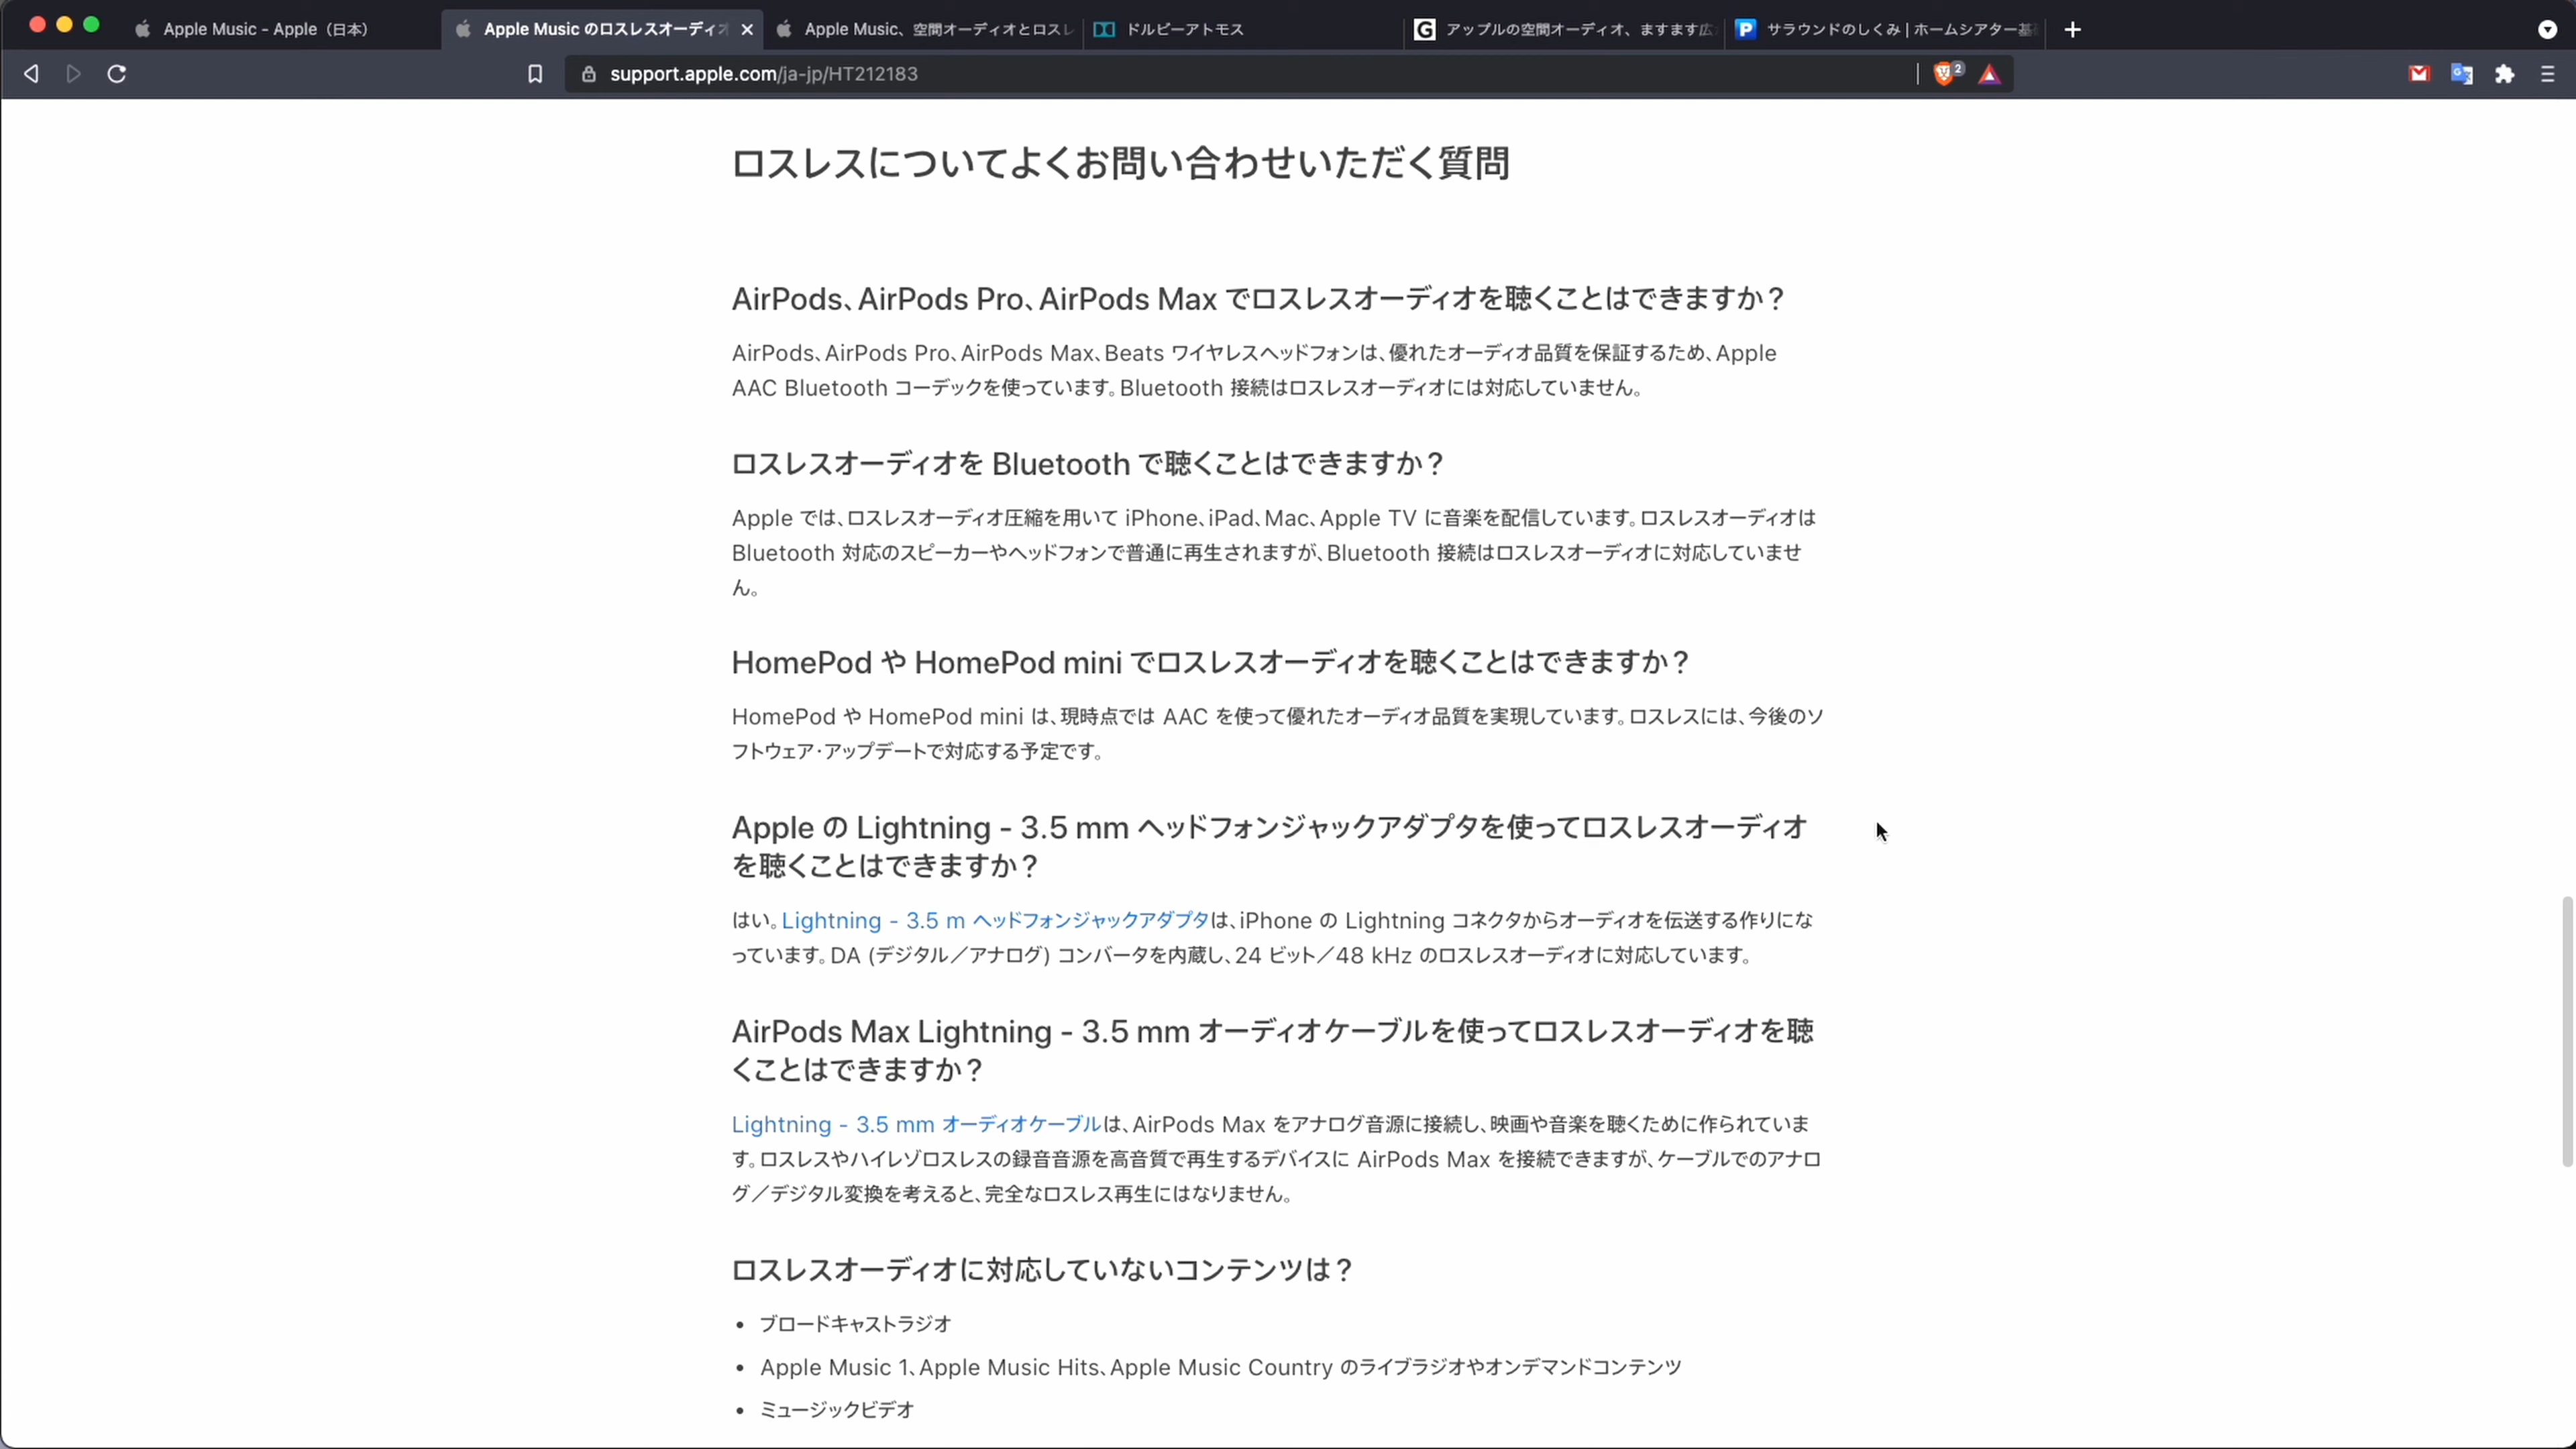 Apple Music - Apple（日本）
Apple Music のロスレスオーディオ
Apple Music、空間オーディオとロスレ
ドルビーアトモス
G
アップルの空間オーディオ、ますます広
P
サラウンドのしくみ | ホームシアター基
support.apple.com/ja-jp/HT212183
2
ロスレスについてよくお問い合わせいただく質問
AirPods、AirPods Pro、AirPods Max でロスレスオーディオを聴くことはできますか？
AirPods、AirPods Pro、AirPods Max、Beats ワイヤレスヘッドフォンは、優れたオーディオ品質を保証するため、Apple
AAC Bluetooth コーデックを使っています。Bluetooth 接続はロスレスオーディオには対応していません。
ロスレスオーディオを Bluetooth で聴くことはできますか？
Apple では、ロスレスオーディオ圧縮を用いて iPhone、iPad、Mac、Apple TV に音楽を配信しています。ロスレスオーディオは
Bluetooth 対応のスピーカーやヘッドフォンで普通に再生されますが、Bluetooth 接続はロスレスオーディオに対応していませ
ん。
HomePod や HomePod mini でロスレスオーディオを聴くことはできますか？
HomePod や HomePod mini は、現時点では AAC を使って優れたオーディオ品質を実現しています。ロスレスには、今後のソ
フトウェア・アップデートで対応する予定です。
Apple の Lightning - 3.5 mm ヘッドフォンジャックアダプタを使ってロスレスオーディオ
を聴くことはできますか？
はい。Lightning - 3.5 m ヘッドフォンジャックアダプタは、iPhone の Lightning コネクタからオーディオを伝送する作りにな
っています。DA (デジタル／アナログ) コンバータを内蔵し、24 ビット／48 kHz のロスレスオーディオに対応しています。
AirPods Max Lightning - 3.5 mm オーディオケーブルを使ってロスレスオーディオを聴
くことはできますか？
Lightning - 3.5 mm オーディオケーブルは、AirPods Max をアナログ音源に接続し、映画や音楽を聴くために作られていま
す。ロスレスやハイレゾロスレスの録音音源を高音質で再生するデバイスに AirPods Max を接続できますが、ケーブルでのアナロ
グ／デジタル変換を考えると、完全なロスレス再生にはなりません。
ロスレスオーディオに対応していないコンテンツは？
• ブロードキャストラジオ
• Apple Music 1、Apple Music Hits、Apple Music Country のライブラジオやオンデマンドコンテンツ
• ミュージックビデオ